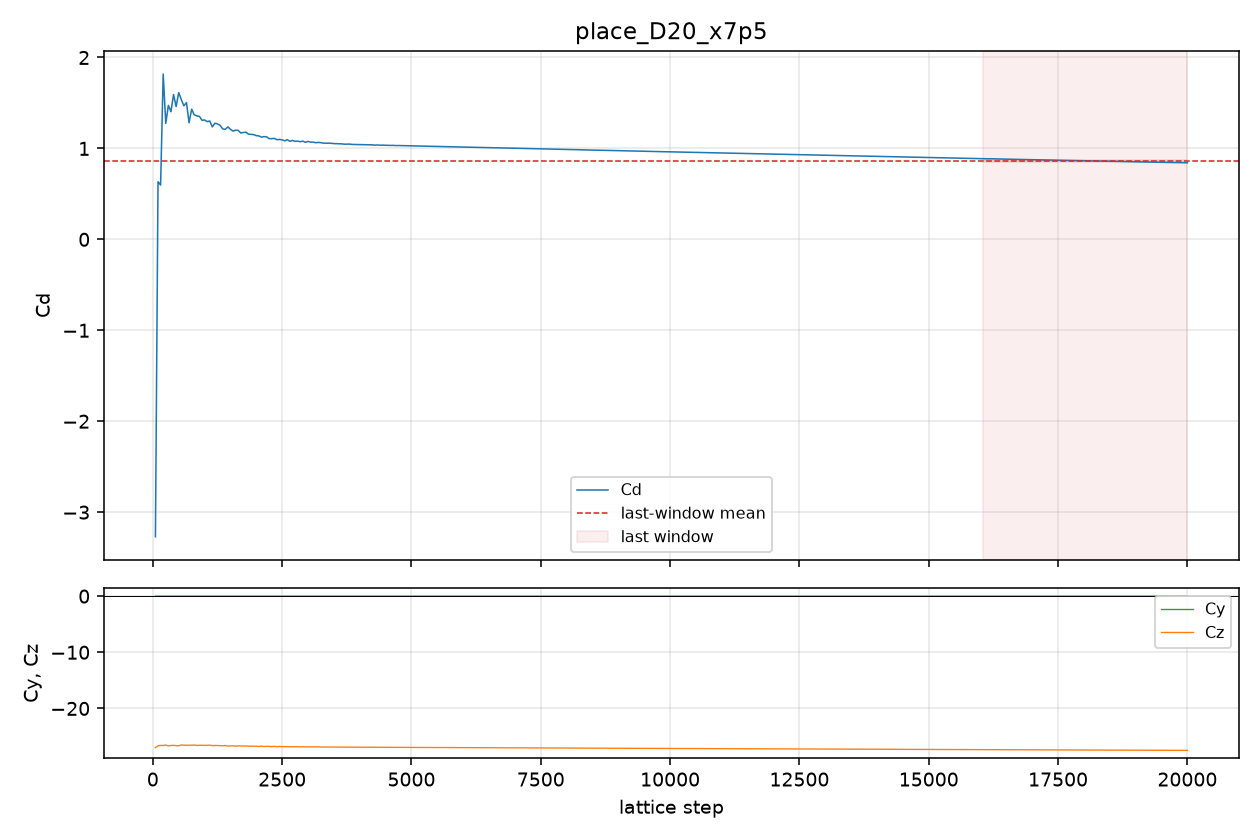 place_D20_x7p5
2
1
0
−1
−2
−3
Cd
Cd
last-window mean
last window
0
−10
−20
Cy, Cz
Cy
Cz
0 2500 5000 7500 10000 12500 15000 17500 20000
lattice step